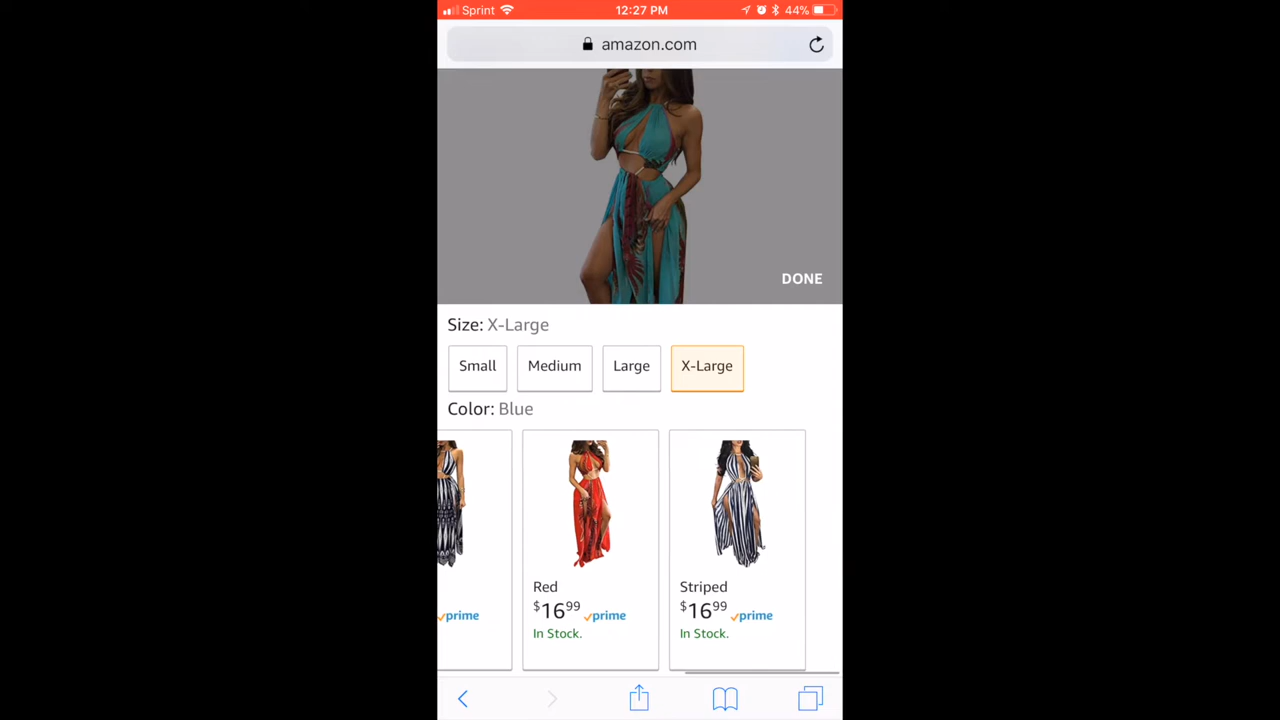 Sprint 12:27 PM 44%
amazon.com
DONE
Size: X-Large
Small Medium Large X-Large
Color: Blue
Red Striped
$16.99 prime $16.99 prime
prime
In Stock. In Stock.